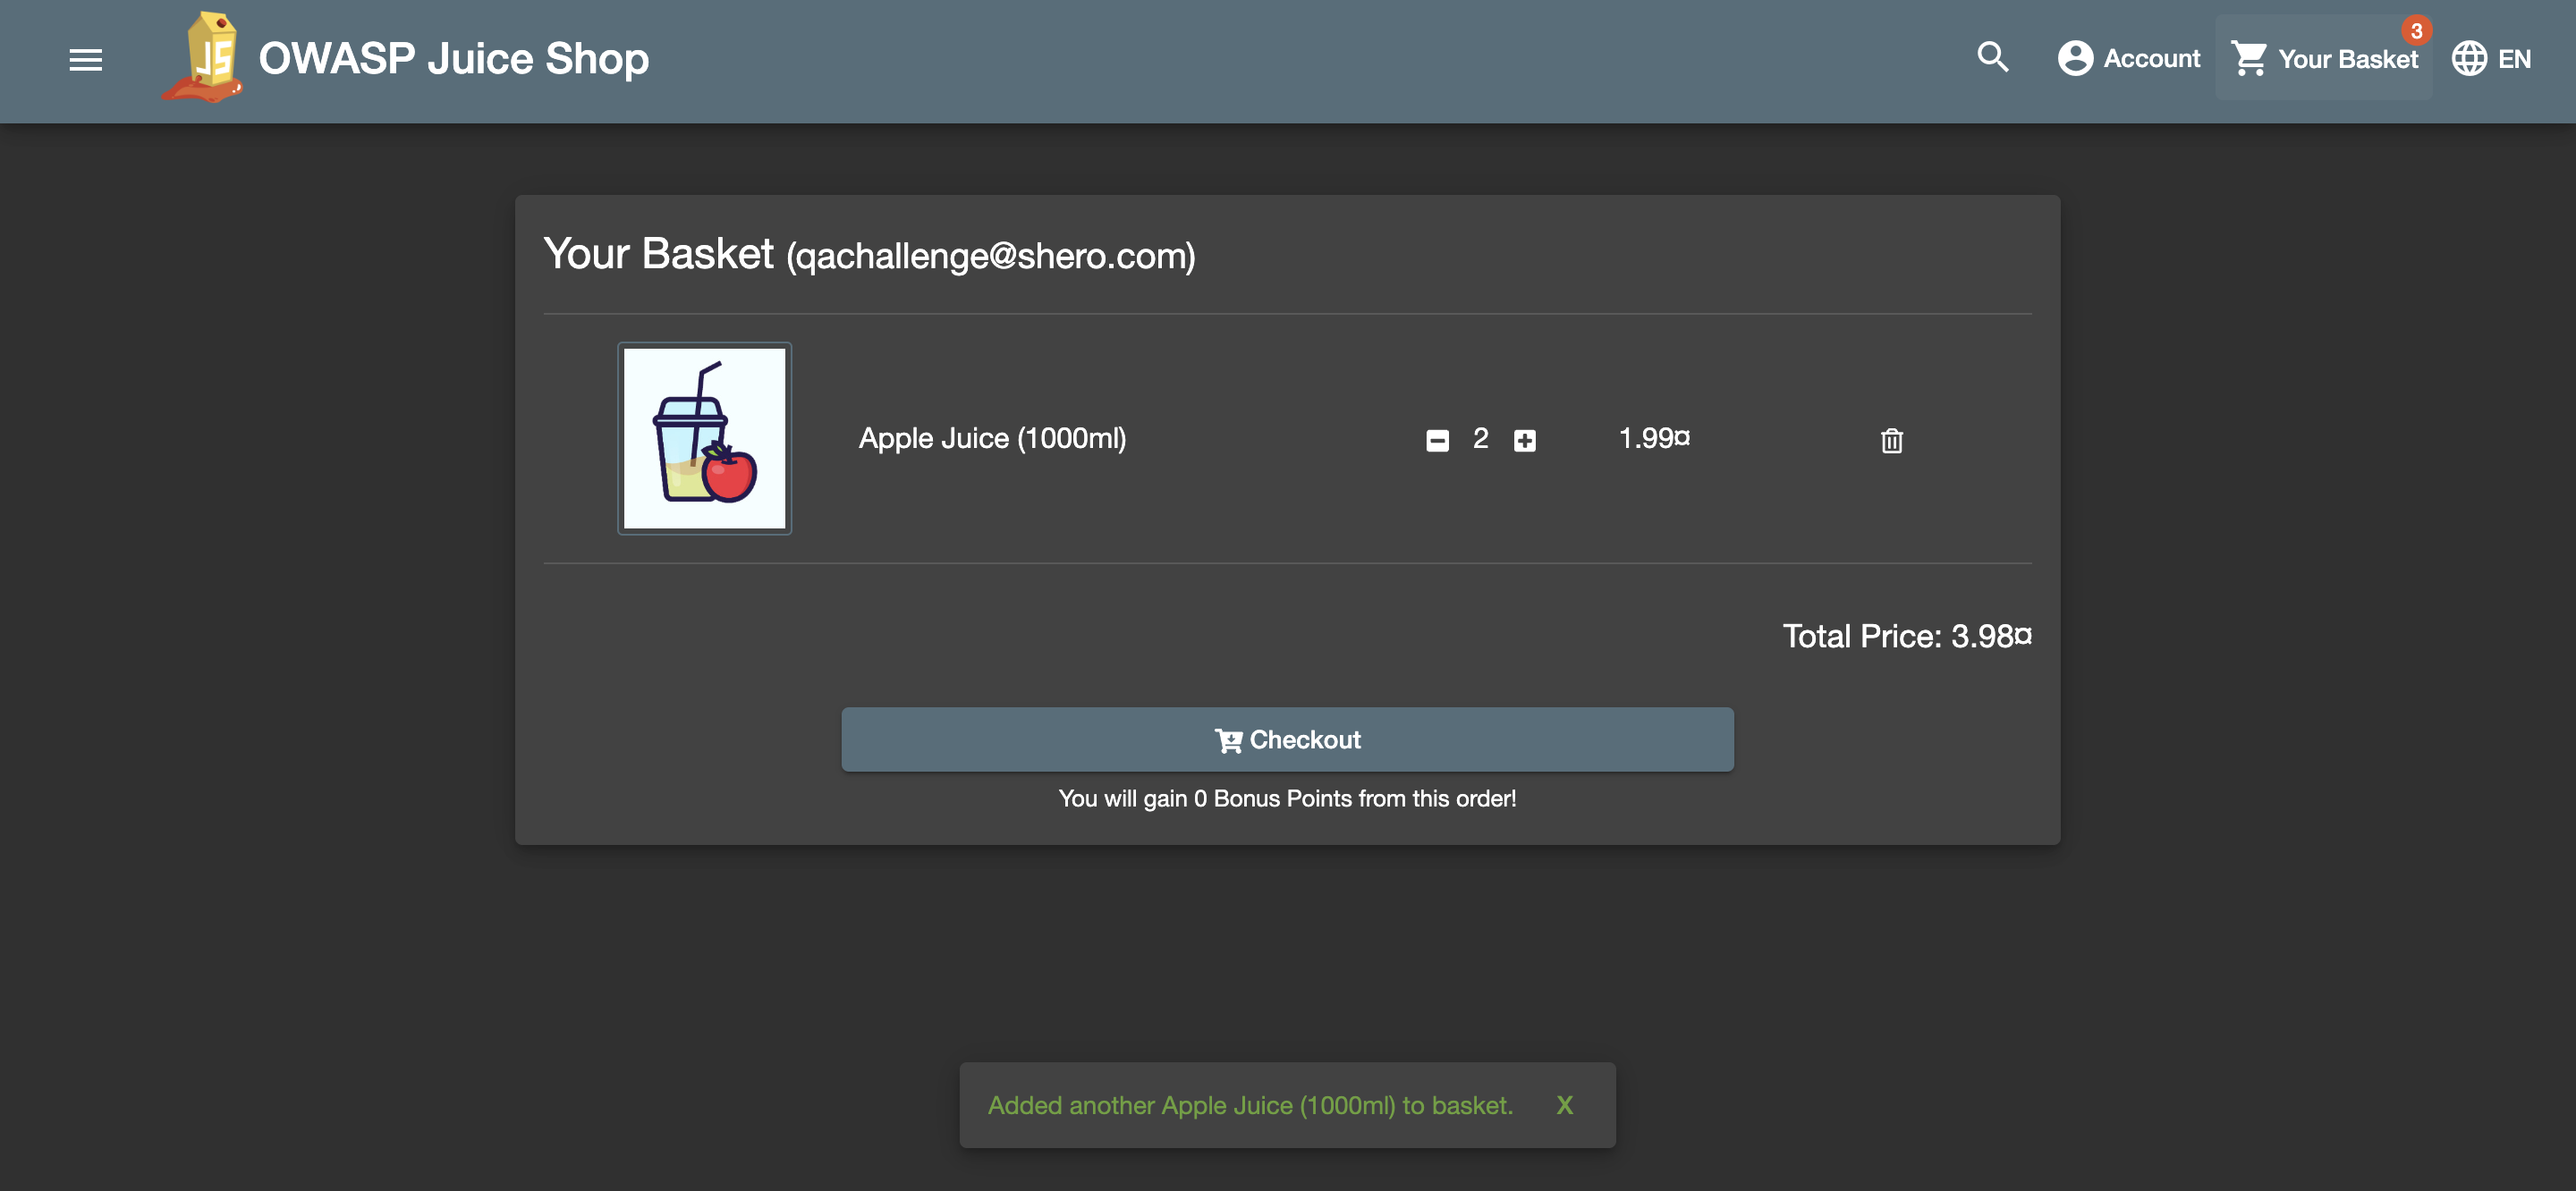 JS OWASP Juice Shop Account Your Basket 3 EN
Your Basket (qachallenge@shero.com)
Apple Juice (1000ml) 2 1.99¤
Total Price: 3.98¤
Checkout
You will gain 0 Bonus Points from this order!
Added another Apple Juice (1000ml) to basket. X